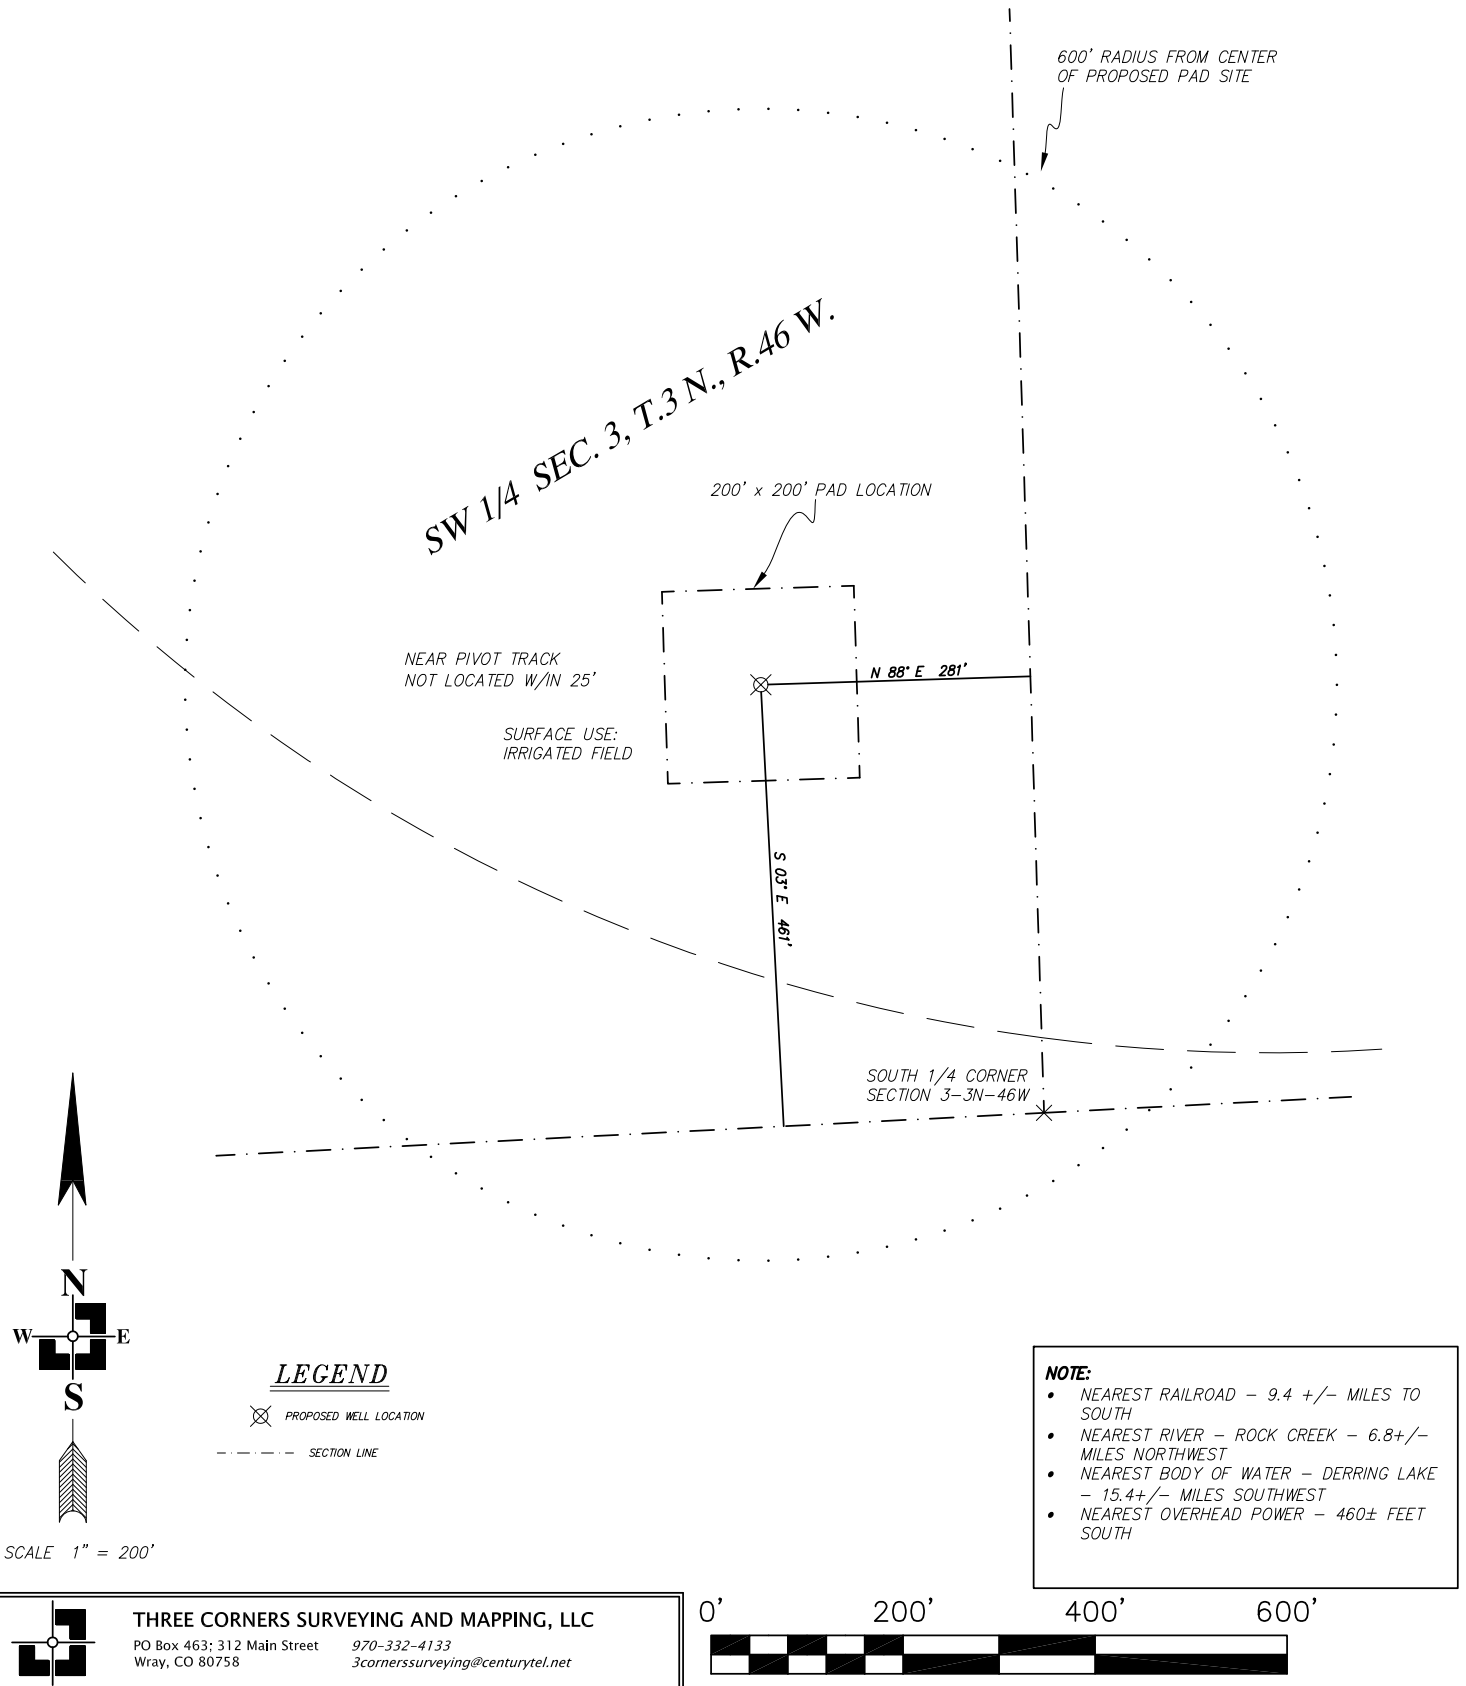 600' RADIUS FROM CENTER
OF PROPOSED PAD SITE
SW 1/4 SEC. 3, T.3 N., R.46 W.
200' x 200' PAD LOCATION
NEAR PIVOT TRACK
NOT LOCATED W/IN 25'
N 88° E 281'
SURFACE USE:
IRRIGATED FIELD
S 03° E 461'
SOUTH 1/4 CORNER
SECTION 3-3N-46W
N
W E
S
SCALE 1" = 200'
LEGEND
PROPOSED WELL LOCATION
SECTION LINE
NOTE:
• NEAREST RAILROAD - 9.4 +/- MILES TO
SOUTH
• NEAREST RIVER - ROCK CREEK - 6.8+/-
MILES NORTHWEST
• NEAREST BODY OF WATER - DERRING LAKE
- 15.4+/- MILES SOUTHWEST
• NEAREST OVERHEAD POWER - 460± FEET
SOUTH
THREE CORNERS SURVEYING AND MAPPING, LLC
PO Box 463; 312 Main Street 970-332-4133
Wray, CO 80758 3cornerssurveying@centurytel.net
0' 200' 400' 600'